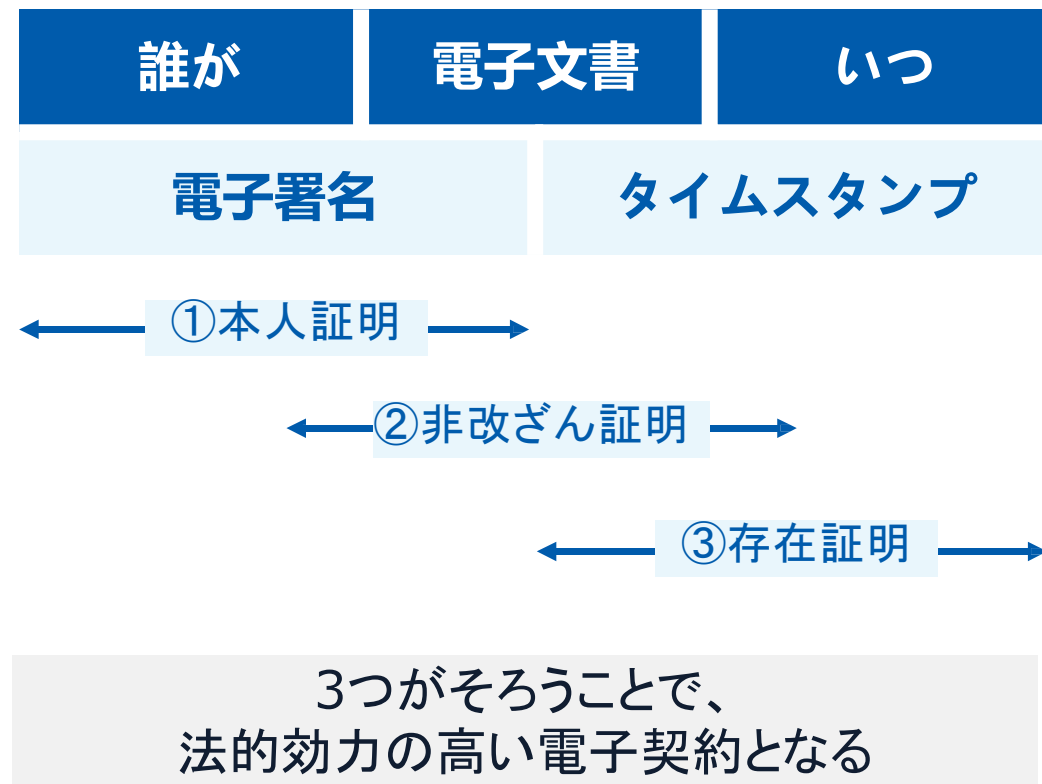 誰が 電子文書 いつ
電子署名 タイムスタンプ
①本人証明
②非改ざん証明
③存在証明
3つがそろうことで、
法的効力の高い電子契約となる